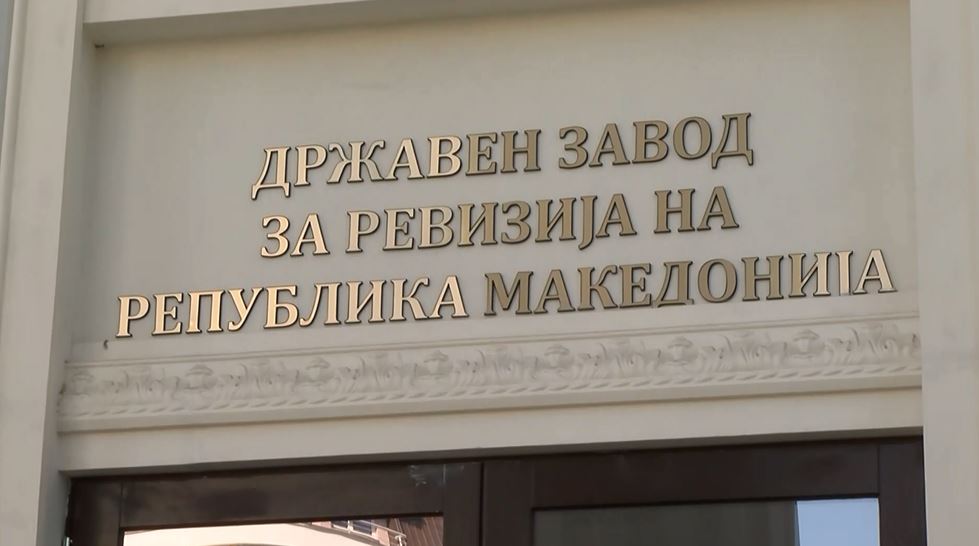 ДРЖАВЕН ЗАВОД
ЗА РЕВИЗИЈА НА
РЕПУБЛИКА МАКЕДОНИЈА